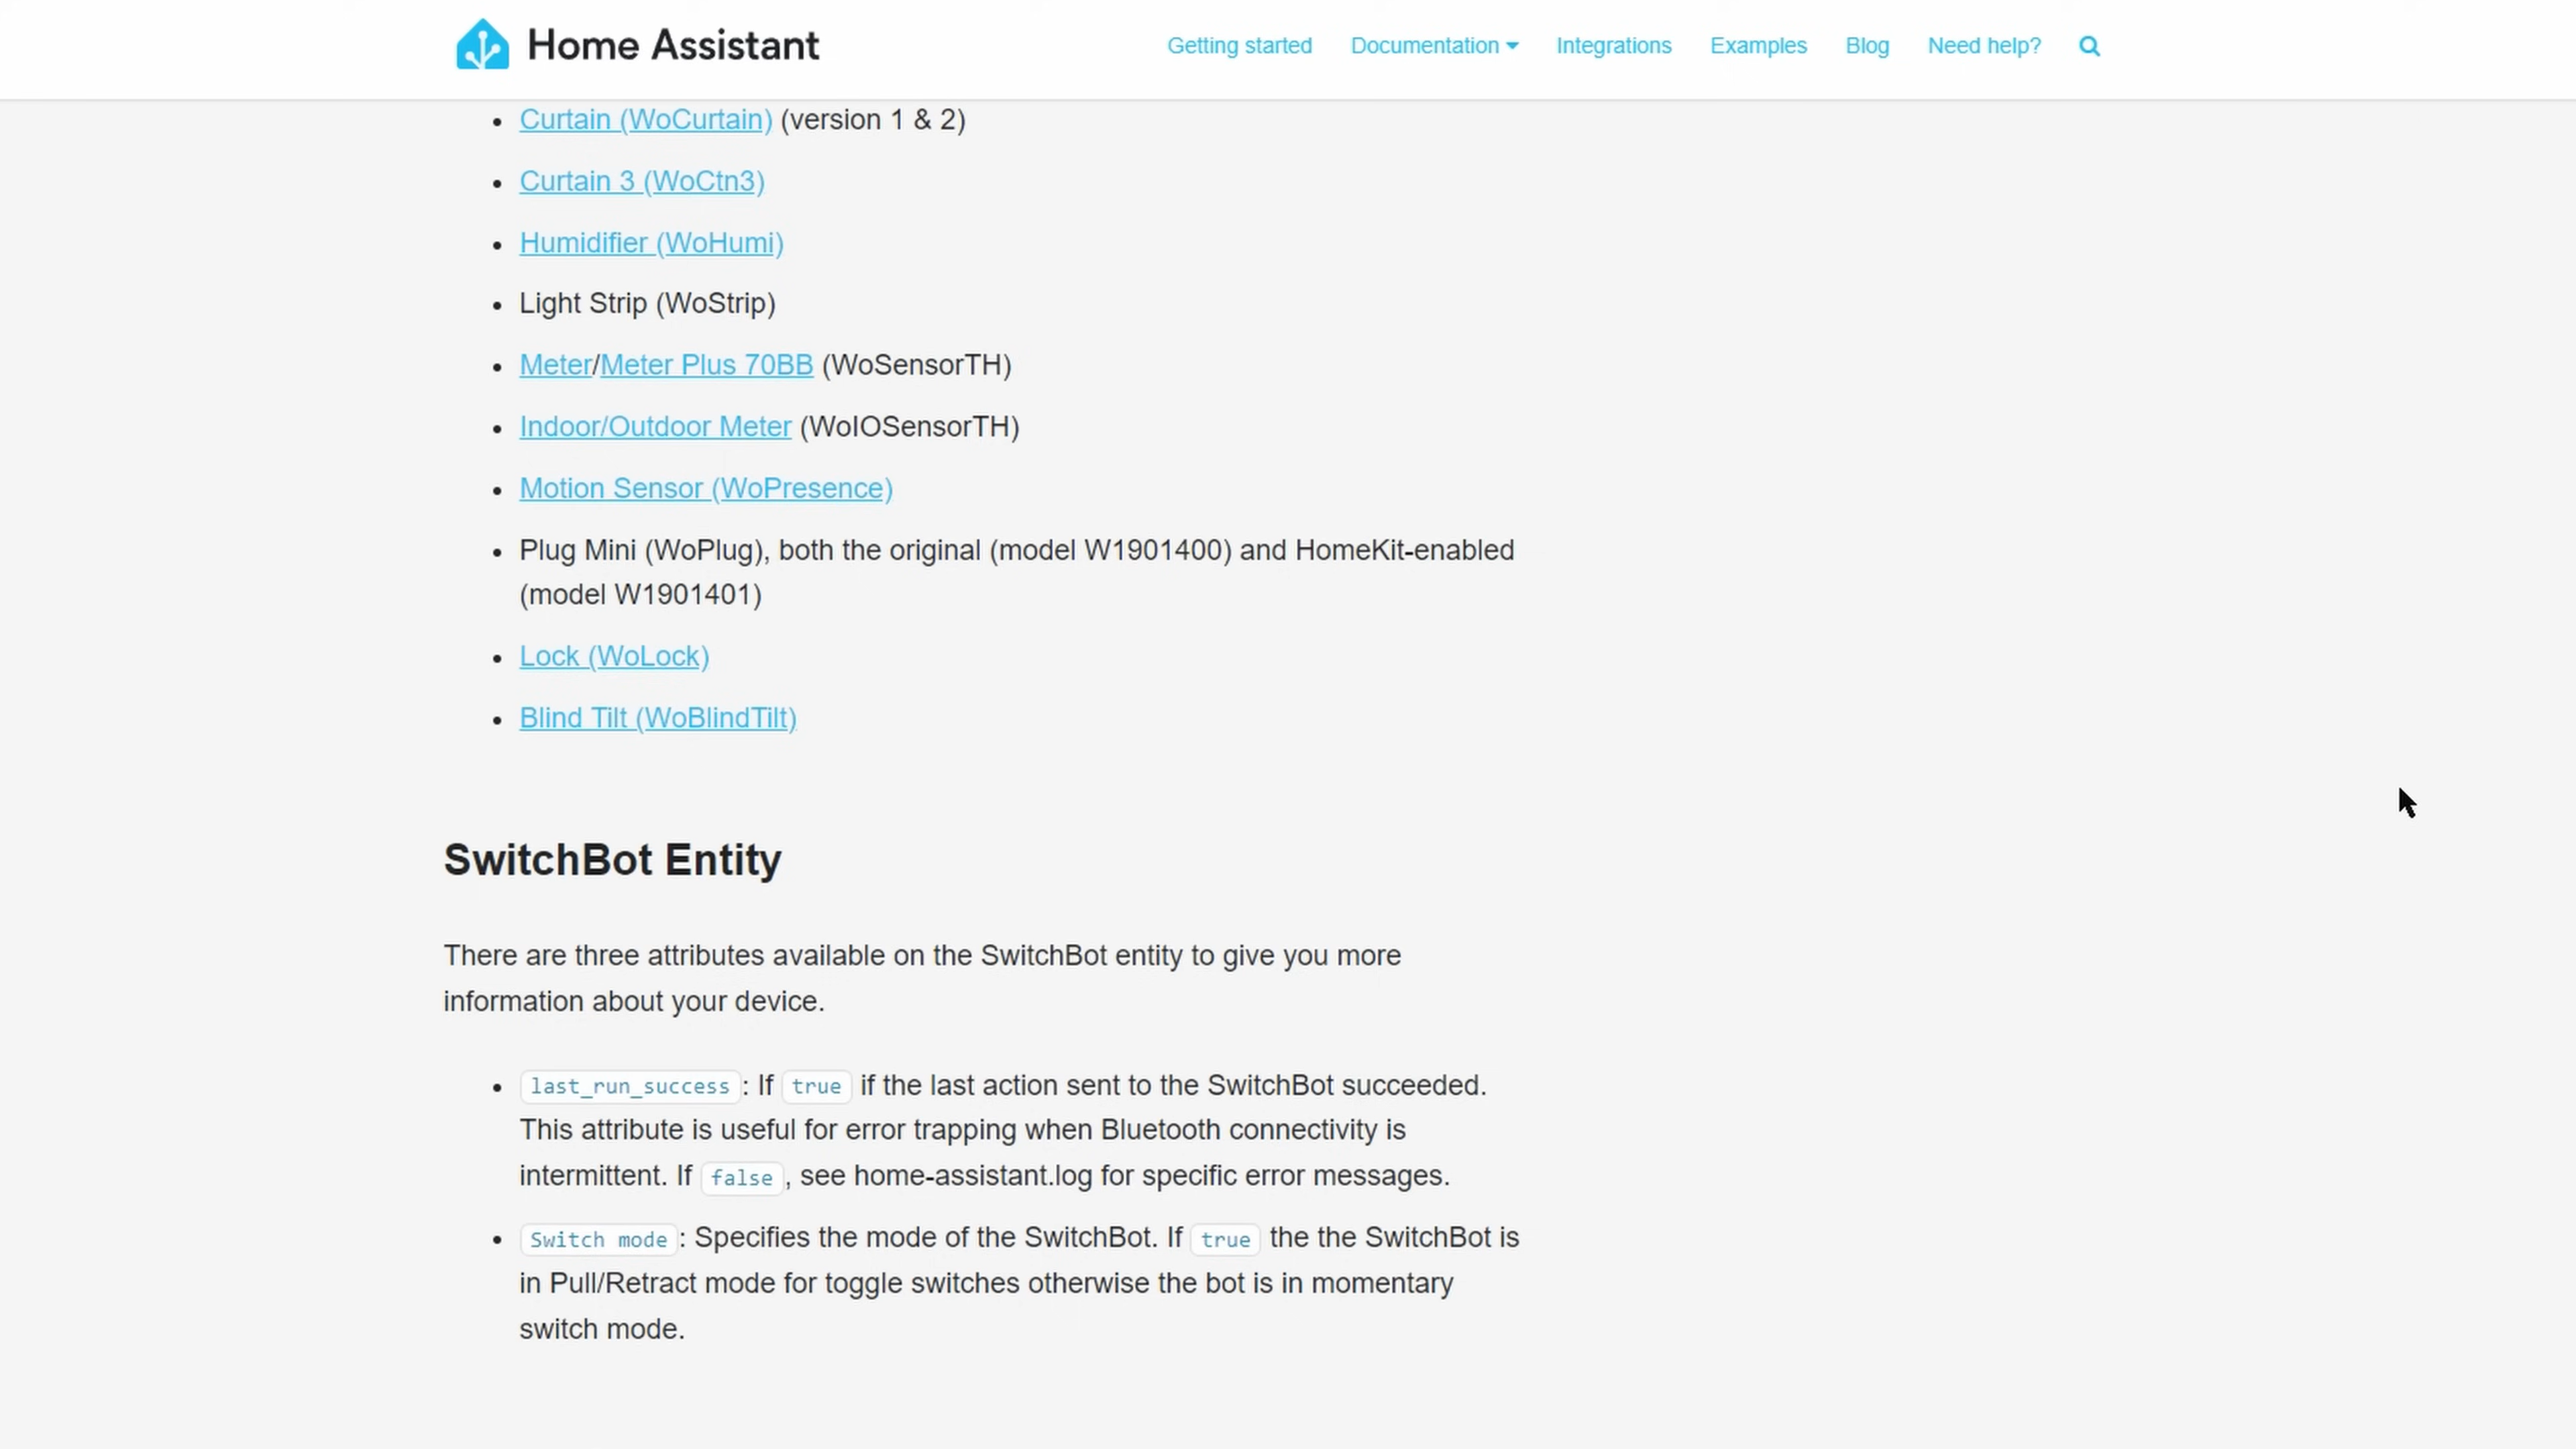 Home Assistant
Getting started Documentation Integrations Examples Blog Need help?
Curtain (WoCurtain) (version 1 & 2)
Curtain 3 (WoCtn3)
Humidifier (WoHumi)
Light Strip (WoStrip)
Meter/Meter Plus 70BB (WoSensorTH)
Indoor/Outdoor Meter (WoIOSensorTH)
Motion Sensor (WoPresence)
Plug Mini (WoPlug), both the original (model W1901400) and HomeKit-enabled
(model W1901401)
Lock (WoLock)
Blind Tilt (WoBlindTilt)
SwitchBot Entity
There are three attributes available on the SwitchBot entity to give you more
information about your device.
last_run_success: If true if the last action sent to the SwitchBot succeeded.
This attribute is useful for error trapping when Bluetooth connectivity is
intermittent. If false, see home-assistant.log for specific error messages.
Switch mode: Specifies the mode of the SwitchBot. If true the the SwitchBot is
in Pull/Retract mode for toggle switches otherwise the bot is in momentary
switch mode.